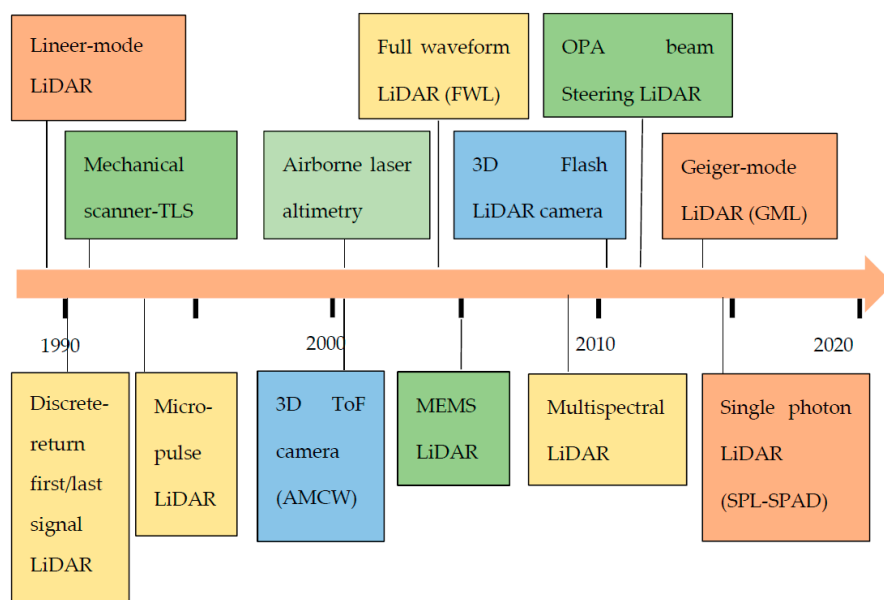 Lineer-mode
LiDAR
Full waveform
LiDAR (FWL)
OPA beam
Steering LiDAR
Mechanical
scanner-TLS
Airborne laser
altimetry
3D Flash
LiDAR camera
Geiger-mode
LiDAR (GML)
1990
2000
2010
2020
Discrete-
return
first/last
signal
LiDAR
Micro-
pulse
LiDAR
3D ToF
camera
(AMCW)
MEMS
LiDAR
Multispectral
LiDAR
Single photon
LiDAR
(SPL-SPAD)